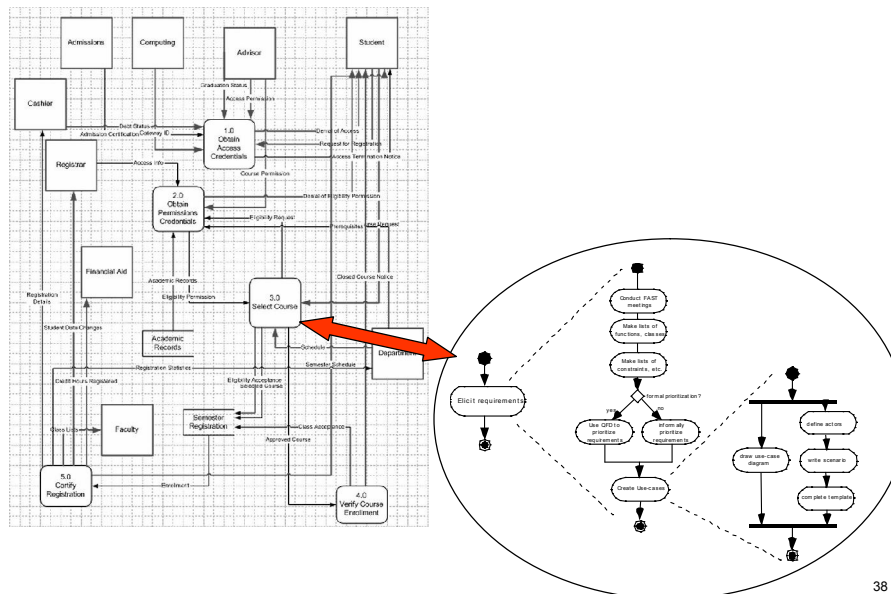 Admissions
Computing
Advisor
Student
Cashier
Graduation Status
Access Permission
Debt Status
Admission Certification
Gateway ID
1.0
Obtain
Access
Credentials
Denial of Access
Request for Registration
Access Termination Notice
Registrar
Access Info
Course Permission
2.0
Obtain
Permissions
Credentials
Denial of Eligibility Permission
Eligibility Request
Prerequisites
Request
Financial Aid
Academic Records
Closed Course Notice
Registration
Details
Eligibility Permission
3.0
Select Course
Student Data Changes
Academic
Records
Schedule
Department
Registration Statistics
Semester Schedule
Credit Hours Registered
Eligibility Acceptance
Selected Course
Class Lists
Faculty
Semester
Registration
Class Acceptance
Approved Course
5.0
Certify
Registration
Enrollment
4.0
Verify Course
Enrollment
Elicit requirements
Conduct FAST
meetings
Make lists of
functions, classes
Make lists of
constraints, etc.
formal prioritization?
yes
no
Use QFD to
prioritize
requirements
informally
prioritize
requirements
Create Use-cases
draw use-case
diagram
define actors
write scenario
complete template
38